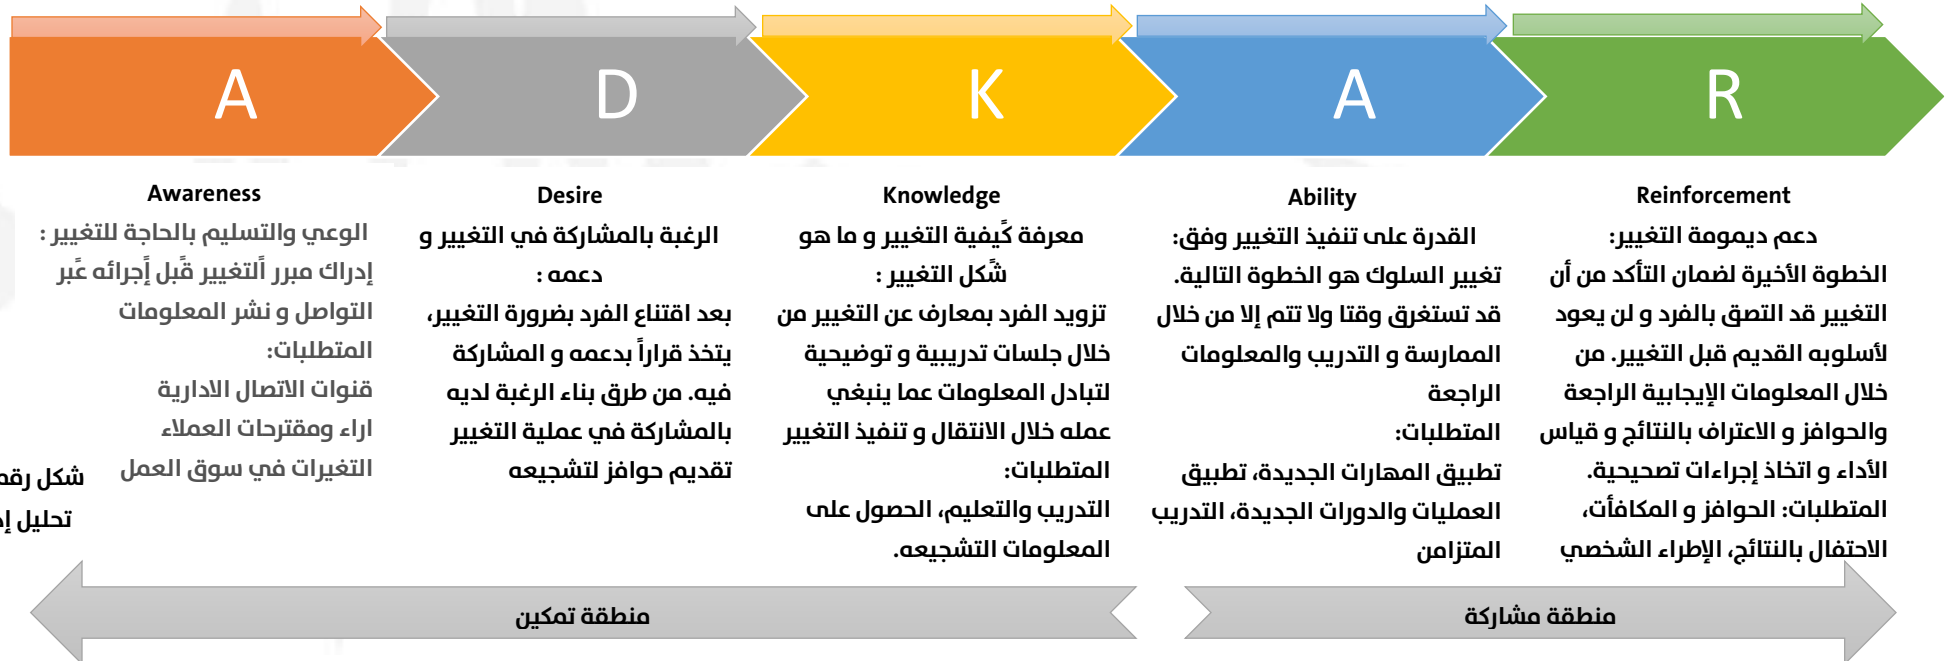 A
D
K
A
R
Awareness
الوعي والتسليم بالحاجة للتغيير :
إدراك مبرر اًلتغيير قًبل إًجرائه عًبر
التواصل و نشر المعلومات
المتطلبات:
قنوات الاتصال الادارية
اراء ومقترحات العملاء
التغيرات في سوق العمل
Desire
الرغبة بالمشاركة في التغيير و
دعمه :
بعد اقتناع الفرد بضرورة التغيير،
يتخذ قراراً بدعمه و المشاركة
فيه. من طرق بناء الرغبة لديه
بالمشاركة في عملية التغيير
تقديم حوافز لتشجيعه
Knowledge
معرفة كًيفية التغيير و ما هو
شًكل التغيير :
تزويد الفرد بمعارف عن التغيير من
خلال جلسات تدريبية و توضيحية
لتبادل المعلومات عما ينبغي
عمله خلال الانتقال و تنفيذ التغيير
المتطلبات:
التدريب والتعليم، الحصول على
المعلومات التشجيعه.
Ability
القدرة على تنفيذ التغيير وفق:
تغيير السلوك هو الخطوة التالية.
قد تستغرق وقتا ولا تتم إلا من خلال
الممارسة و التدريب والمعلومات
الراجعة
المتطلبات:
تطبيق المهارات الجديدة، تطبيق
العمليات والدورات الجديدة، التدريب
المتزامن
Reinforcement
دعم ديمومة التغيير:
الخطوة الأخيرة لضمان التأكد من أن
التغيير قد التصق بالفرد و لن يعود
لأسلوبه القديم قبل التغيير. من
خلال المعلومات الإيجابية الراجعة
والحوافز و الاعتراف بالنتائج و قياس
الأداء و اتخاذ إجراءات تصحيحية.
المتطلبات: الحوافز و المكافأت،
الاحتفال بالنتائج، الإطراء الشخصي
شكل رقم
تحليل
منطقة تمكين
منطقة مشاركة